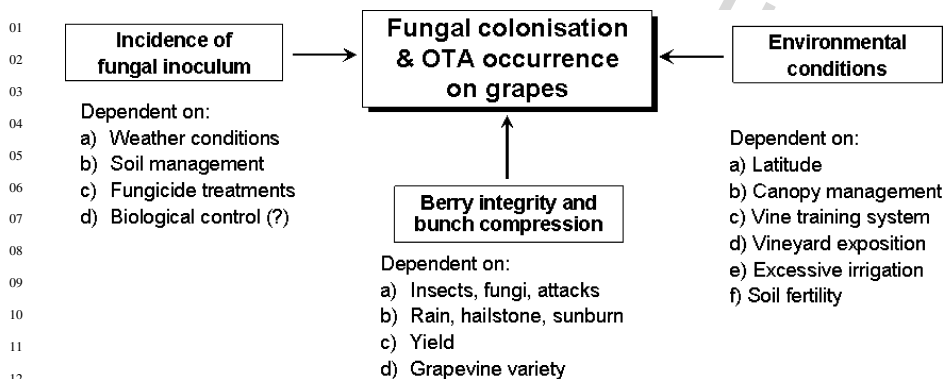 01
02
03
04
05
06
07
08
09
10
11
12
Incidence of
fungal inoculum
Dependent on:
a) Weather conditions
b) Soil management
c) Fungicide treatments
d) Biological control (?)
Fungal colonisation
& OTA occurrence
on grapes
Berry integrity and
bunch compression
Dependent on:
a) Insects, fungi, attacks
b) Rain, hailstone, sunburn
c) Yield
d) Grapevine variety
Environmental
conditions
Dependent on:
a) Latitude
b) Canopy management
c) Vine training system
d) Vineyard exposition
e) Excessive irrigation
f) Soil fertility